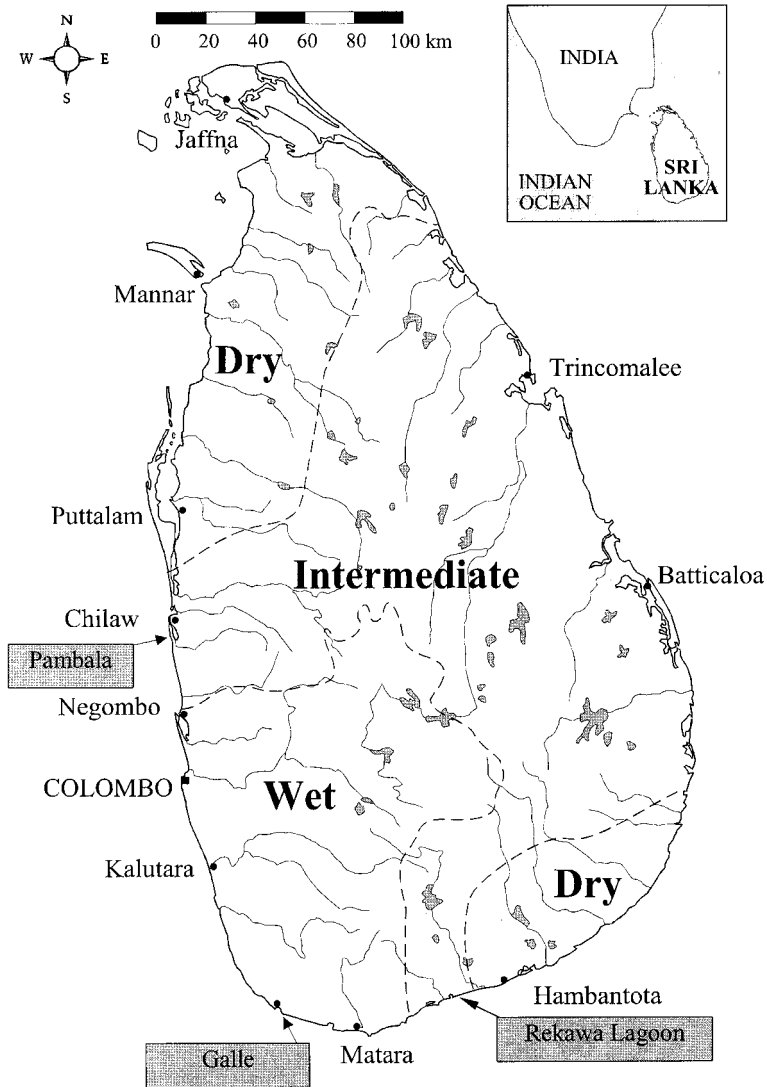 N
W E
S
0 20 40 60 80 100 km
INDIA
SRI
LANKA
INDIAN
OCEAN
Jaffna
Mannar
Dry
Trincomalee
Puttalam
Intermediate
Batticaloa
Chilaw
Pambala
Negombo
COLOMBO
Wet
Kalutara
Dry
Hambantota
Rekawa Lagoon
Matara
Galle